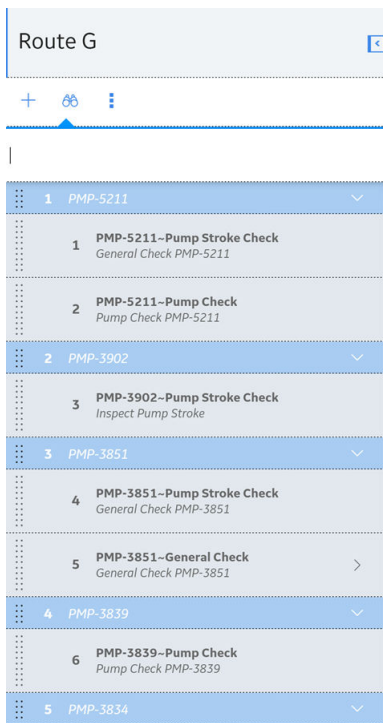 Route G
1 PMP-5211
1 PMP-5211~Pump Stroke Check
General Check PMP-5211
2 PMP-5211~Pump Check
Pump Check PMP-5211
2 PMP-3902
3 PMP-3902~Pump Stroke Check
Inspect Pump Stroke
3 PMP-3851
4 PMP-3851~Pump Stroke Check
General Check PMP-3851
5 PMP-3851~General Check
General Check PMP-3851
4 PMP-3839
6 PMP-3839~Pump Check
Pump Check PMP-3839
5 PMP-3834